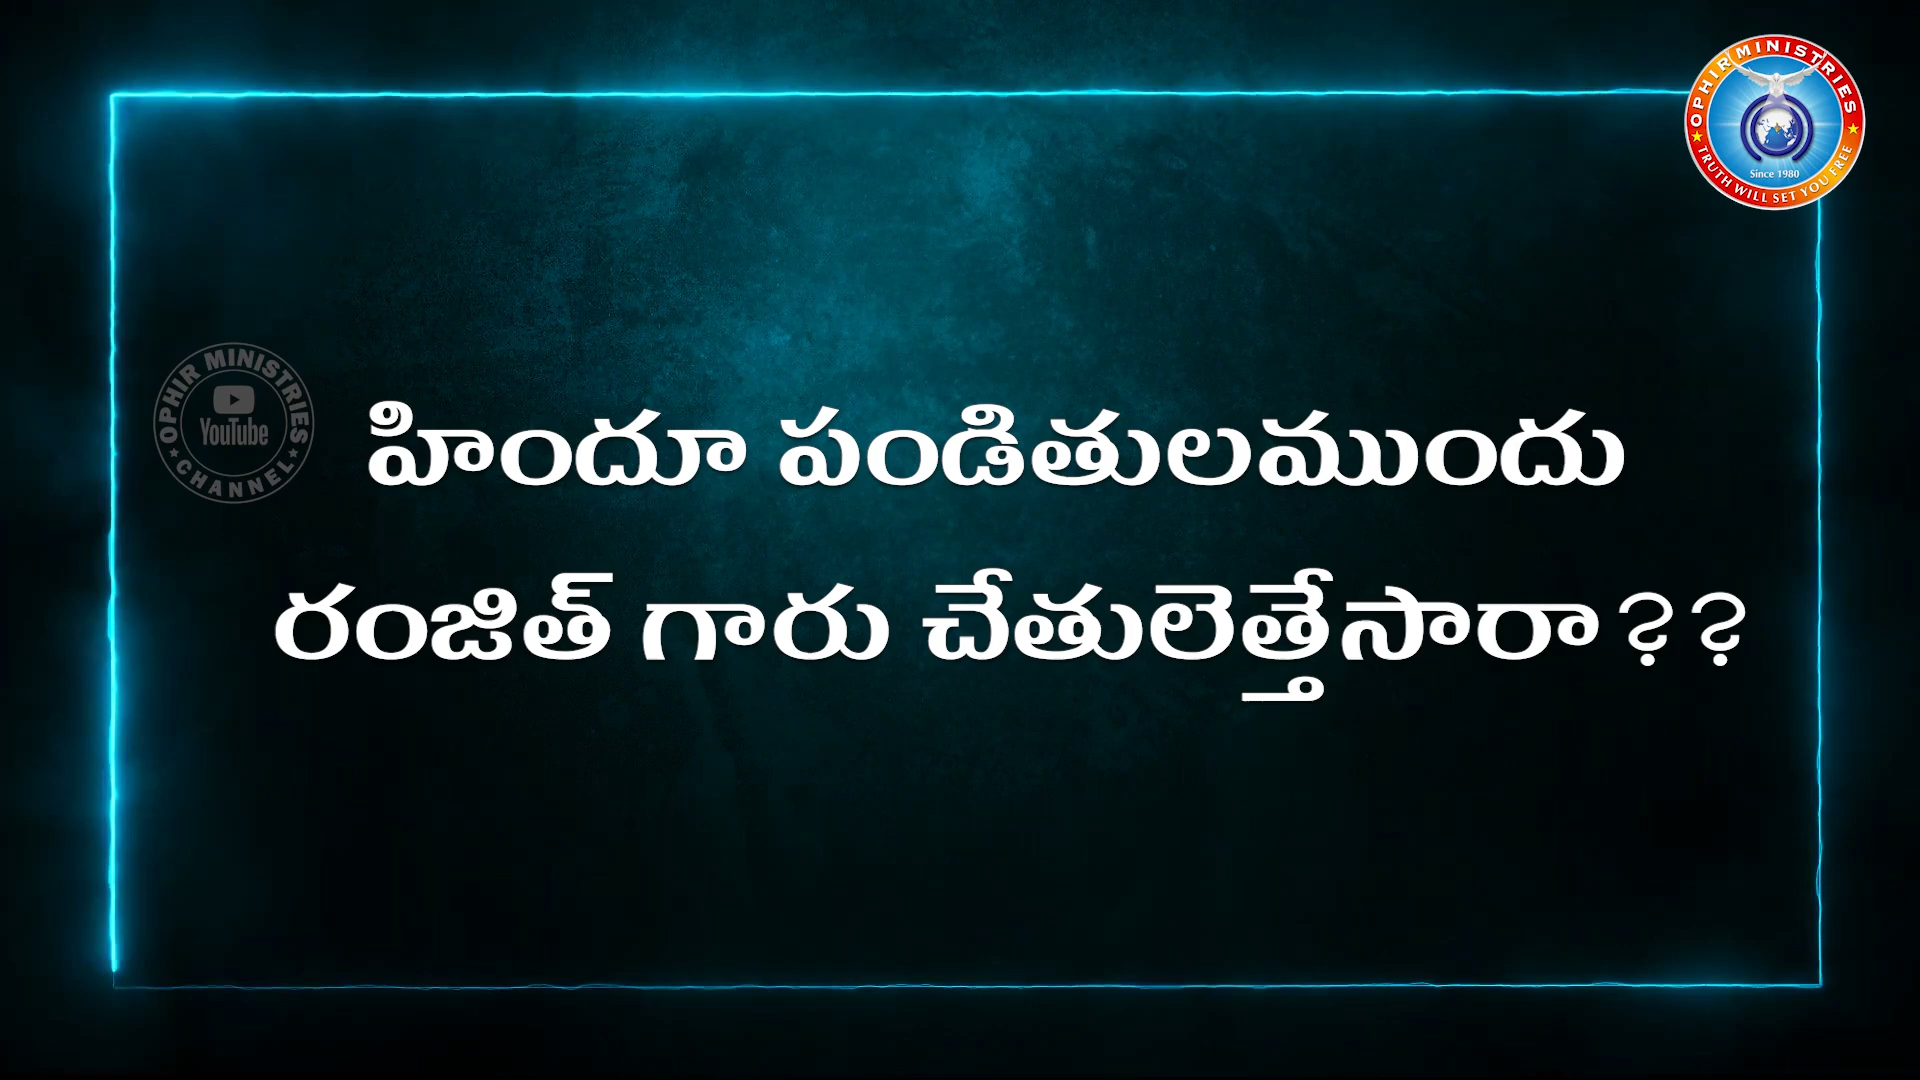 OPHIR MINISTRIES
Since 1980
TRUTH WILL SET YOU FREE
OPHIR MINISTRIES
YouTube
CHANNEL
హిందూ పండితులముందు
రంజిత్ గారు చేతులెత్తేసారా??